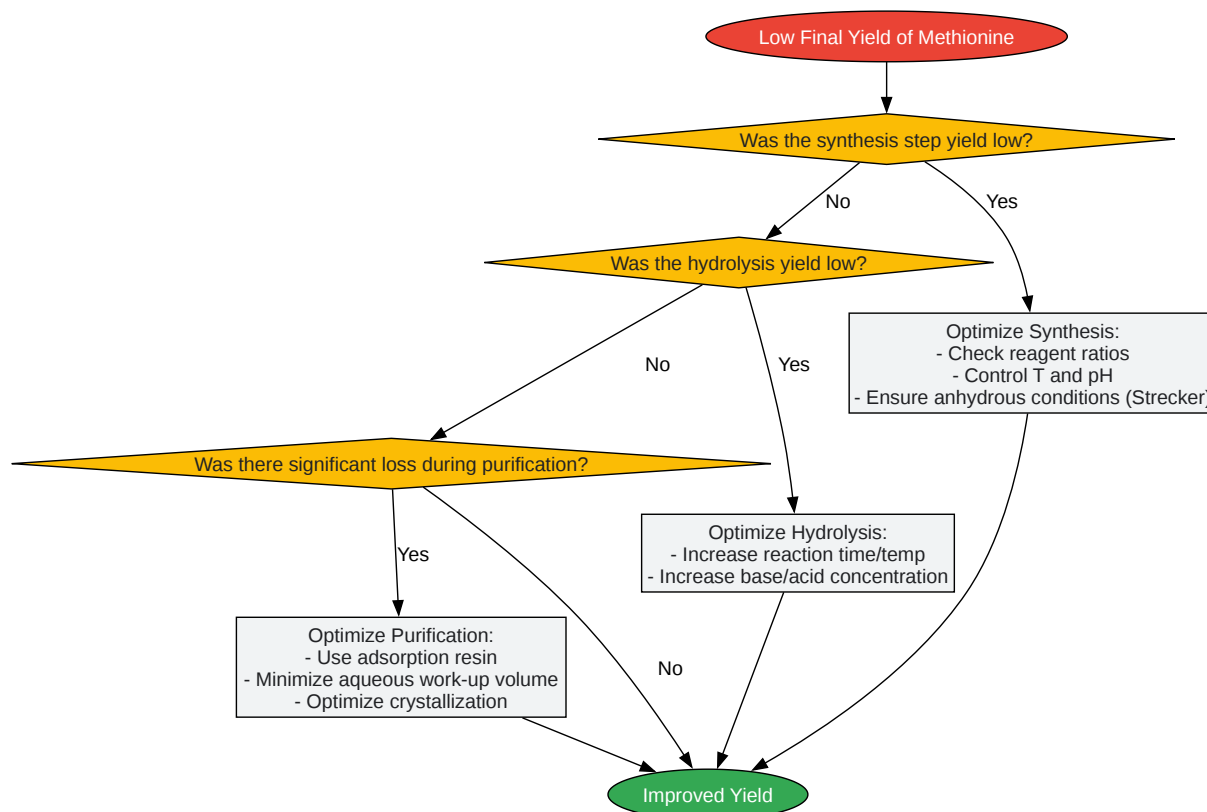 Low Final Yield of Methionine
Was the synthesis step yield low?
No
Yes
Was the hydrolysis yield low?
Optimize Synthesis:
- Check reagent ratios
- Control T and pH
- Ensure anhydrous conditions (Strecker)
No
Yes
Was there significant loss during purification?
Optimize Hydrolysis:
- Increase reaction time/temp
- Increase base/acid concentration
Yes
Optimize Purification:
- Use adsorption resin
- Minimize aqueous work-up volume
- Optimize crystallization
No
Improved Yield